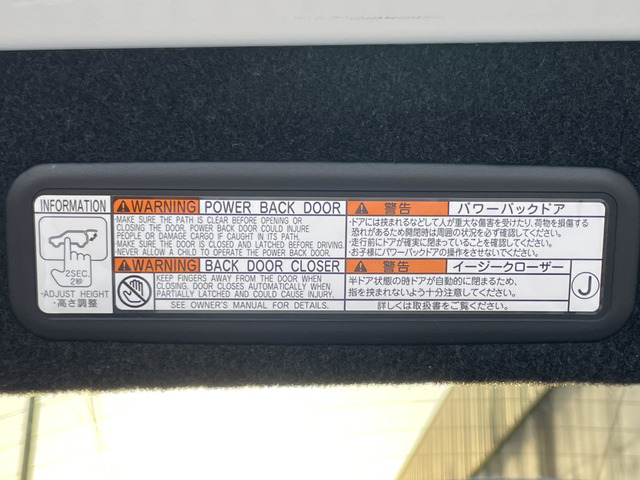 INFORMATION
2SEC.
2秒
・ADJUST HEIGHT
・高さ調整
WARNING POWER BACK DOOR
・MAKE SURE THE PATH IS CLEAR BEFORE OPENING OR
CLOSING THE DOOR. POWER BACK DOOR COULD INJURE
PEOPLE OR DAMAGE CARGO IF CAUGHT IN ITS PATH.
・MAKE SURE THE DOOR IS CLOSED AND LATCHED BEFORE DRIVING.
・NEVER ALLOW A CHILD TO OPERATE THE POWER BACK DOOR.
WARNING BACK DOOR CLOSER
KEEP FINGERS AWAY FROM THE DOOR WHEN
CLOSING. DOOR CLOSES AUTOMATICALLY WHEN
PARTIALLY LATCHED AND COULD CAUSE INJURY.
SEE OWNER'S MANUAL FOR DETAILS.
警告 パワーバックドア
・ドアには挟まれるなどして人が重大な傷害を受けたり、荷物を損傷する
恐れがあるため開閉時は周囲の状況を必ず確認してください。
・走行前にドアが確実に閉まっていることを確認してください。
・お子様にパワーバックドアの操作をさせないでください。
警告 イージークローザー
半ドア状態の時ドアが自動的に閉まるため、
指を挟まれないよう十分注意してください。
詳しくは取扱書をご覧ください。
J